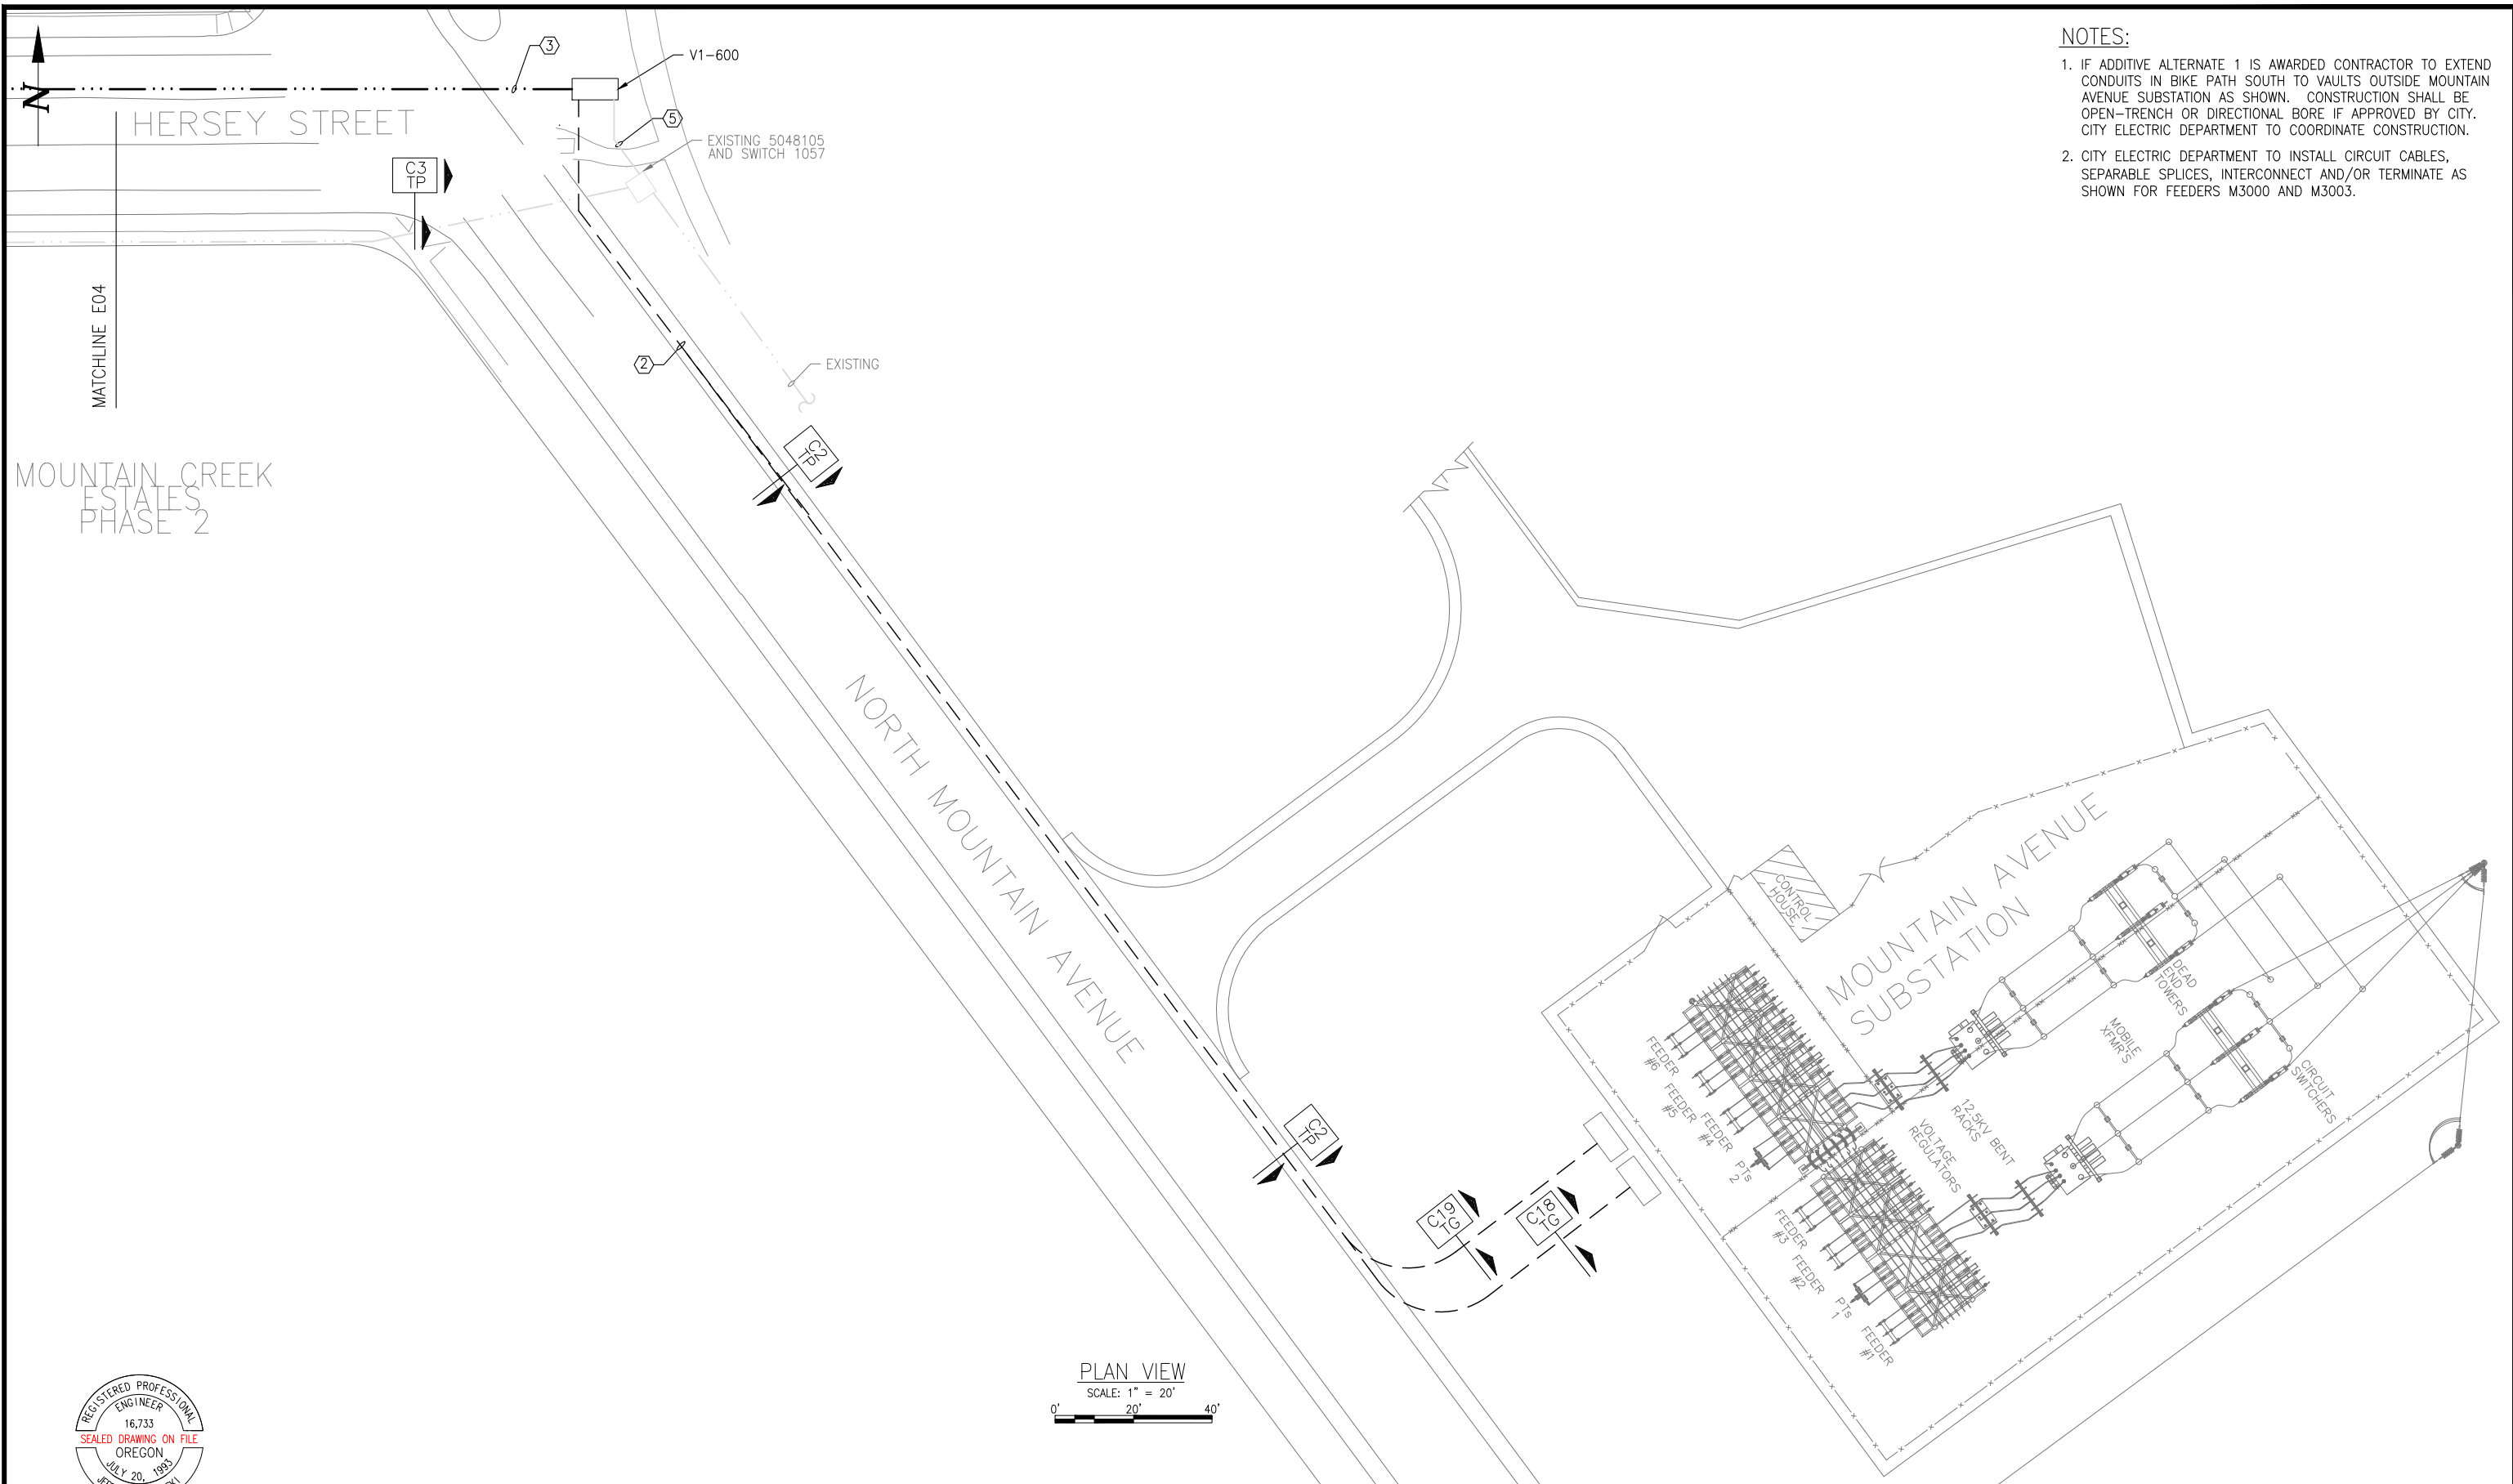 NOTES:
1. IF ADDITIVE ALTERNATE 1 IS AWARDED CONTRACTOR TO EXTEND
CONDUITS IN BIKE PATH SOUTH TO VAULTS OUTSIDE MOUNTAIN
AVENUE SUBSTATION AS SHOWN. CONSTRUCTION SHALL BE
OPEN-TRENCH OR DIRECTIONAL BORE IF APPROVED BY CITY.
CITY ELECTRIC DEPARTMENT TO COORDINATE CONSTRUCTION.
2. CITY ELECTRIC DEPARTMENT TO INSTALL CIRCUIT CABLES,
SEPARABLE SPLICES, INTERCONNECT AND/OR TERMINATE AS
SHOWN FOR FEEDERS M3000 AND M3003.
N
3
V1-600
HERSEY STREET
5
EXISTING 5048105
AND SWITCH 1057
C3
TP
MATCHLINE E04
2
EXISTING
C2
TP
MOUNTAIN CREEK
ESTATES
PHASE 2
NORTH MOUNTAIN AVENUE
CONTROL
HOUSE
MOUNTAIN AVENUE
SUBSTATION
DEAD
END
TOWERS
MOBILE
XFMR'S
CIRCUIT
SWITCHERS
12.5KV BENT
RACKS
VOLTAGE
REGULATORS
FEEDER
#6
FEEDER
#5
FEEDER
#4
PTs
2
FEEDER
#3
FEEDER
#2
PTs
1
FEEDER
#1
C2
TP
C19
TG
C18
TG
PLAN VIEW
SCALE: 1" = 20'
0' 20' 40'
REGISTERED PROFESSIONAL
ENGINEER
16,733
SEALED DRAWING ON FILE
OREGON
JULY 20, 1993